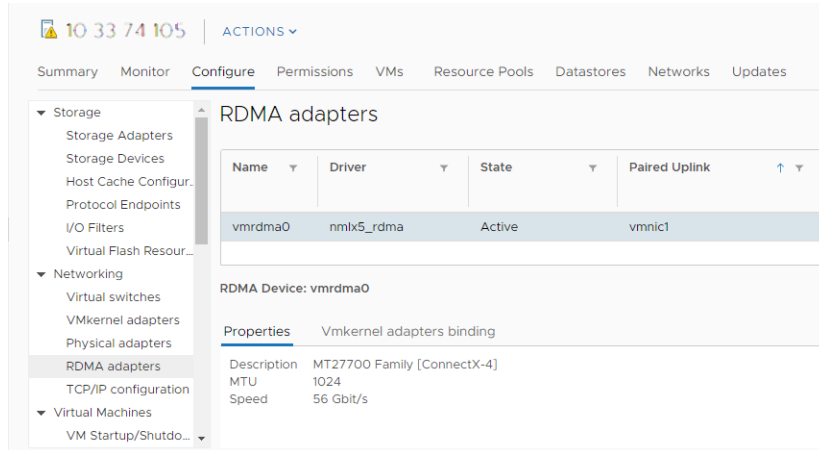 10 33 74 105 ACTIONS
Summary Monitor Configure Permissions VMs Resource Pools Datastores Networks Updates
Storage
Storage Adapters
Storage Devices
Host Cache Configur..
Protocol Endpoints
I/O Filters
Virtual Flash Resour...
Networking
Virtual switches
VMkernel adapters
Physical adapters
RDMA adapters
TCP/IP configuration
Virtual Machines
VM Startup/Shutdo...
RDMA adapters
Name Driver State Paired Uplink
vmrdma0 nmlx5_rdma Active vmnic1
RDMA Device: vmrdma0
Properties Vmkernel adapters binding
Description MT27700 Family [ConnectX-4]
MTU 1024
Speed 56 Gbit/s